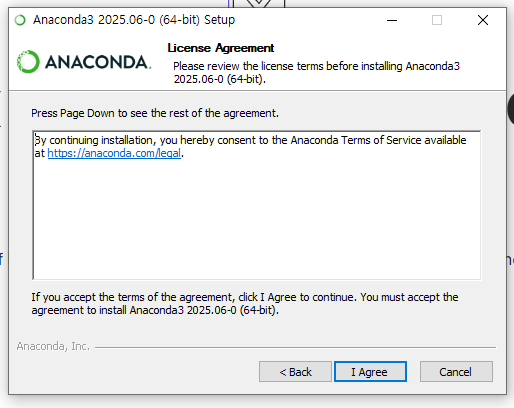 Anaconda3 2025.06-0 (64-bit) Setup
ANACONDA.
License Agreement
Please review the license terms before installing Anaconda3
2025.06-0 (64-bit).
Press Page Down to see the rest of the agreement.
By continuing installation, you hereby consent to the Anaconda Terms of Service available
at https://anaconda.com/legal.
If you accept the terms of the agreement, click I Agree to continue. You must accept the
agreement to install Anaconda3 2025.06-0 (64-bit).
Anaconda, Inc.
< Back
I Agree
Cancel